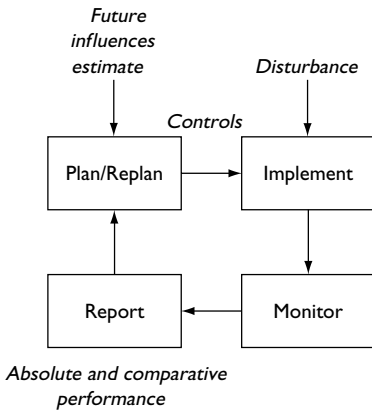 Future
influences
estimate
Disturbance
Controls
Plan/Replan
Implement
Report
Monitor
Absolute and comparative
performance